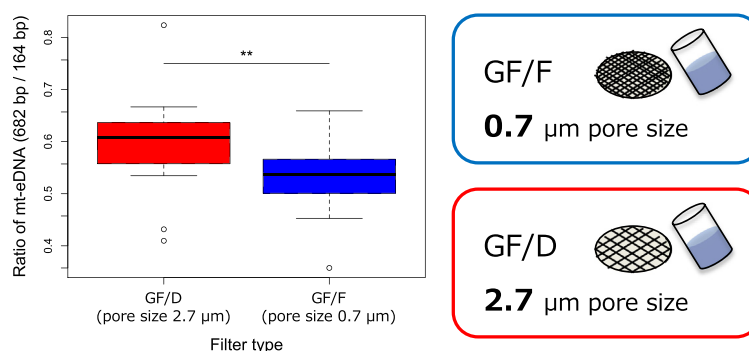 Ratio of mt-eDNA (682 bp / 164 bp)
0.8
0.7
0.6
0.5
0.4
**
GF/D
(pore size 2.7 μm)
GF/F
(pore size 0.7 μm)
Filter type
GF/F
0.7 μm pore size
GF/D
2.7 μm pore size